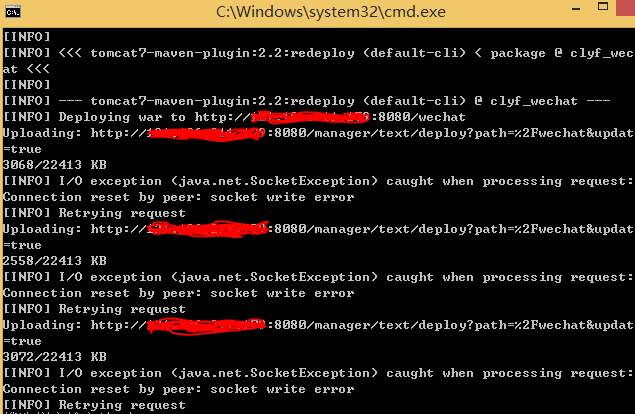 C:\Windows\system32\cmd.exe
[INFO]
[INFO] <<< tomcat7-maven-plugin:2.2:redeploy (default-cli) < package @ clyf_wec
at <<<
[INFO]
[INFO] --- tomcat7-maven-plugin:2.2:redeploy (default-cli) @ clyf_wechat ---
[INFO] Deploying war to http://:8080/wechat
Uploading: http://:8080/manager/text/deploy?path=%2Fwechat&updat
=true
3068/22413 KB
[INFO] I/O exception (java.net.SocketException) caught when processing request:
Connection reset by peer: socket write error
[INFO] Retrying request
Uploading: http://:8080/manager/text/deploy?path=%2Fwechat&updat
=true
2558/22413 KB
[INFO] I/O exception (java.net.SocketException) caught when processing request:
Connection reset by peer: socket write error
[INFO] Retrying request
Uploading: http://:8080/manager/text/deploy?path=%2Fwechat&updat
=true
3072/22413 KB
[INFO] I/O exception (java.net.SocketException) caught when processing request:
Connection reset by peer: socket write error
[INFO] Retrying request